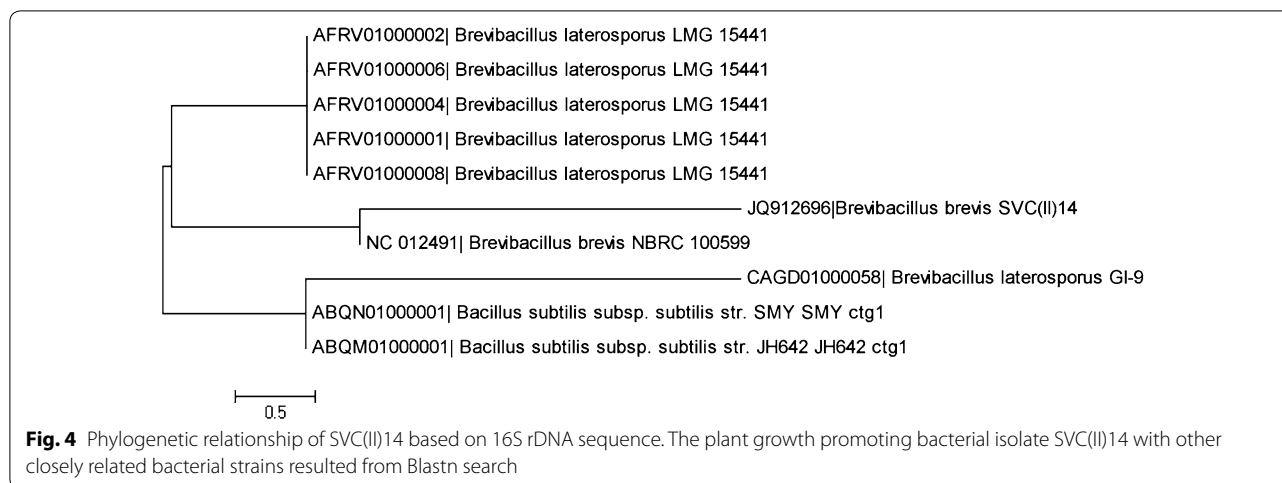 AFRV01000002| Brevibacillus laterosporus LMG 15441
AFRV01000006| Brevibacillus laterosporus LMG 15441
AFRV01000004| Brevibacillus laterosporus LMG 15441
AFRV01000001| Brevibacillus laterosporus LMG 15441
AFRV01000008| Brevibacillus laterosporus LMG 15441
JQ912696|Brevibacillus brevis SVC(II)14
NC 012491| Brevibacillus brevis NBRC 100599
CAGD01000058| Brevibacillus laterosporus GI-9
ABQN01000001| Bacillus subtilis subsp. subtilis str. SMY SMY ctg1
ABQM01000001| Bacillus subtilis subsp. subtilis str. JH642 JH642 ctg1
0.5
Fig. 4 Phylogenetic relationship of SVC(II)14 based on 16S rDNA sequence. The plant growth promoting bacterial isolate SVC(II)14 with other
closely related bacterial strains resulted from Blastn search